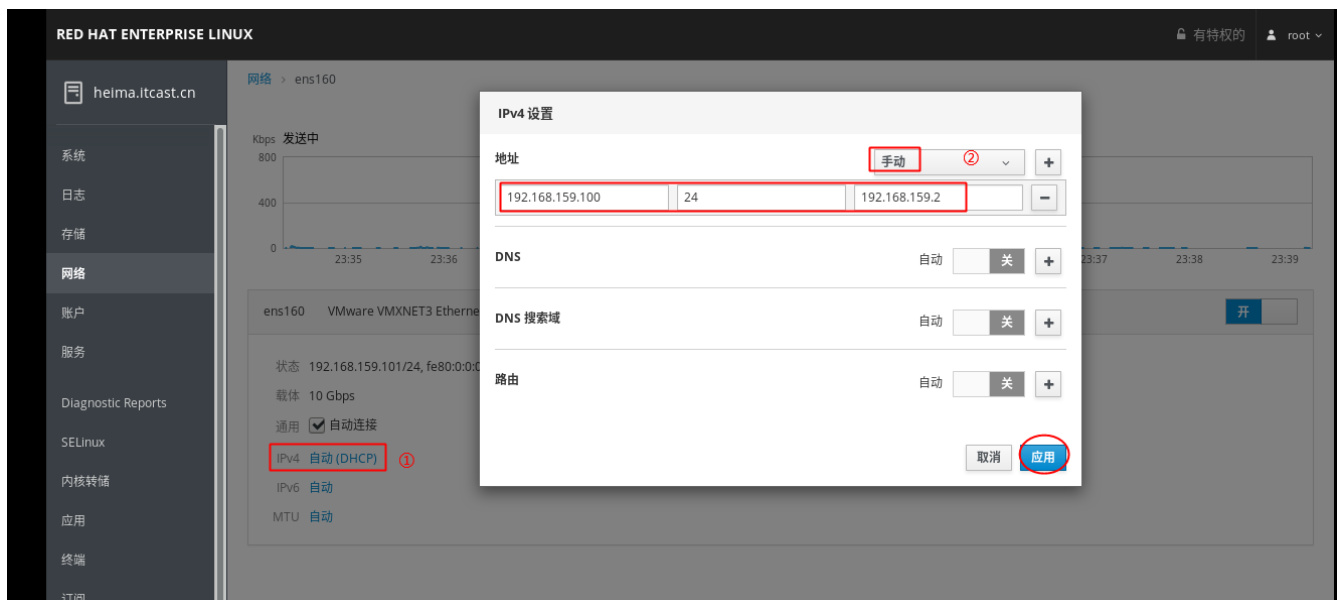 RED HAT ENTERPRISE LINUX
有特权的
root
heima.itcast.cn
网络 > ens160
IPv4 设置
Kbps 发送中
800
400
0
23:35
23:36
23:37
23:38
23:39
地址
手动
②
192.168.159.100
24
192.168.159.2
DNS
自动
关
DNS 搜索域
自动
关
路由
自动
关
取消
应用
系统
日志
存储
网络
账户
服务
Diagnostic Reports
SELinux
内核转储
应用
终端
订阅
ens160 VMware VMXNET3 Etherne
开
状态 192.168.159.101/24, fe80:0:0:0
载体 10 Gbps
通用 自动连接
IPv4 自动 (DHCP) ①
IPv6 自动
MTU 自动